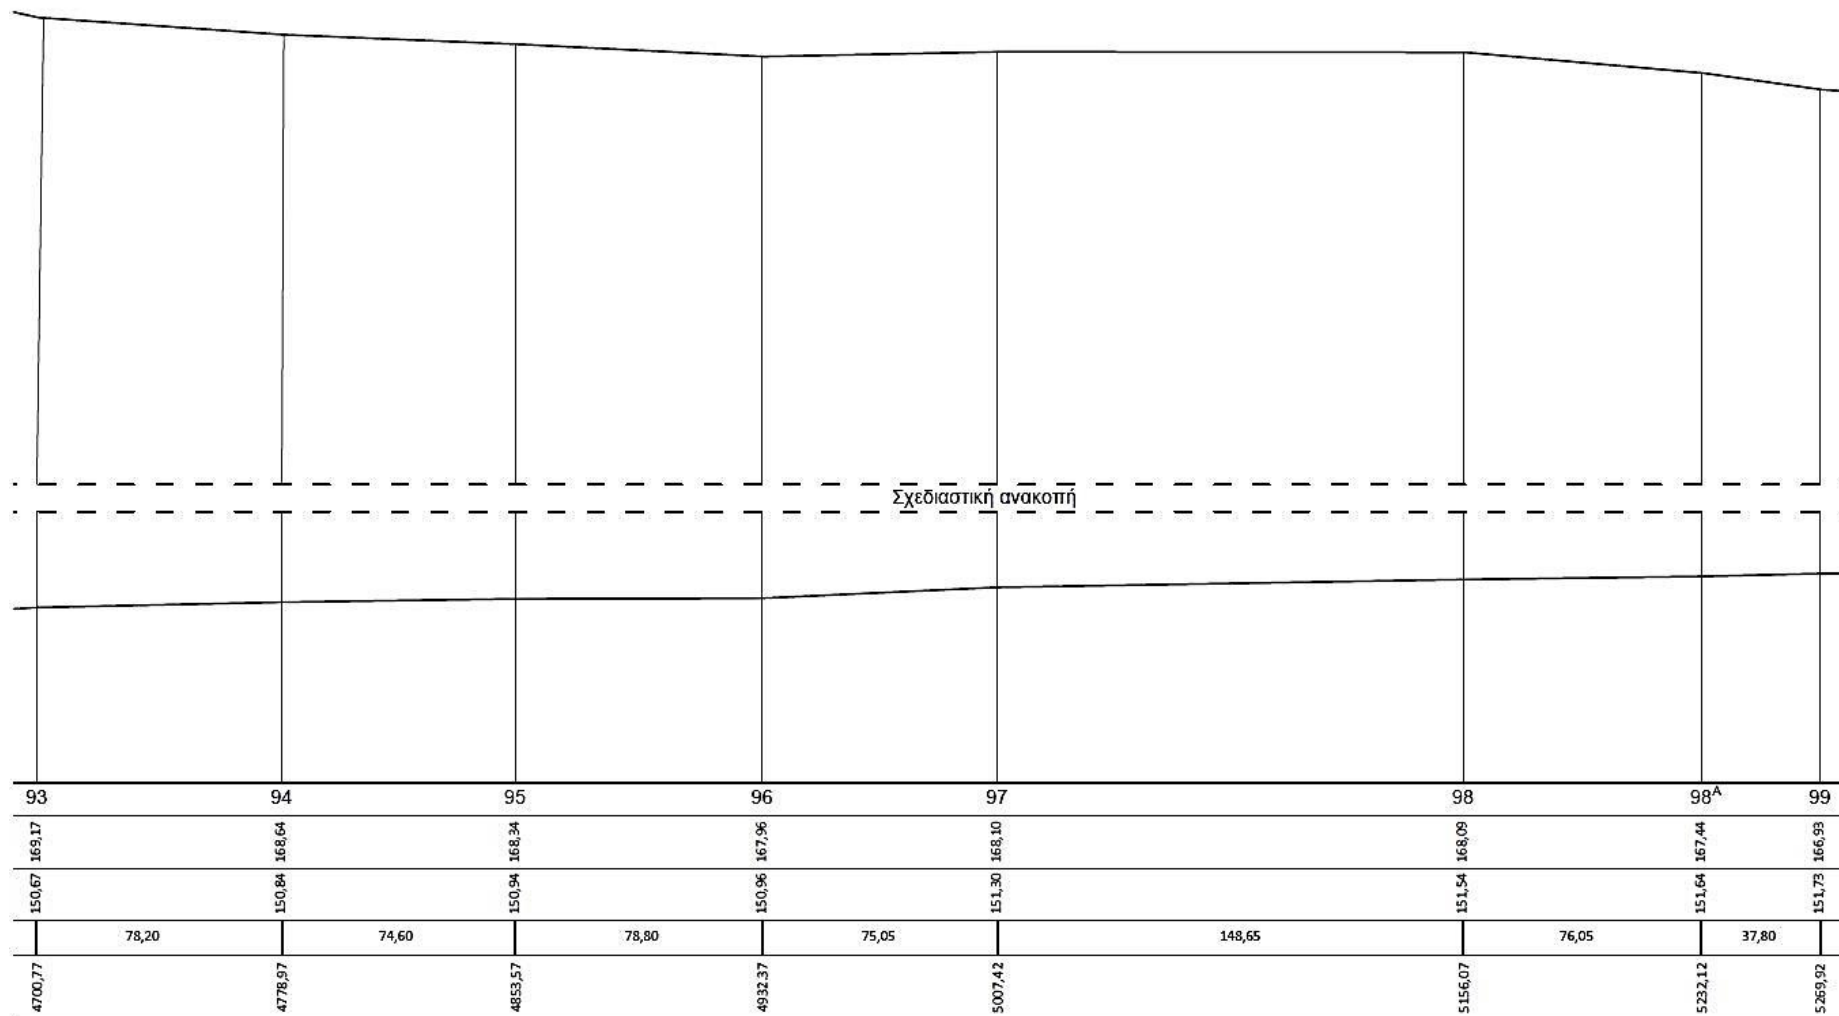 Σχεδιαστική ανακοπή
93 94 95 96 97 98 98ᴬ 99
169,17 168,64 168,34 167,96 168,10 168,09 167,44 166,93
150,67 150,84 150,94 150,96 151,30 151,54 151,64 151,73
78,20 74,60 78,80 75,05 148,65 76,05 37,80
4700,77 4778,97 4853,57 4932,37 5007,42 5156,07 5232,12 5269,92